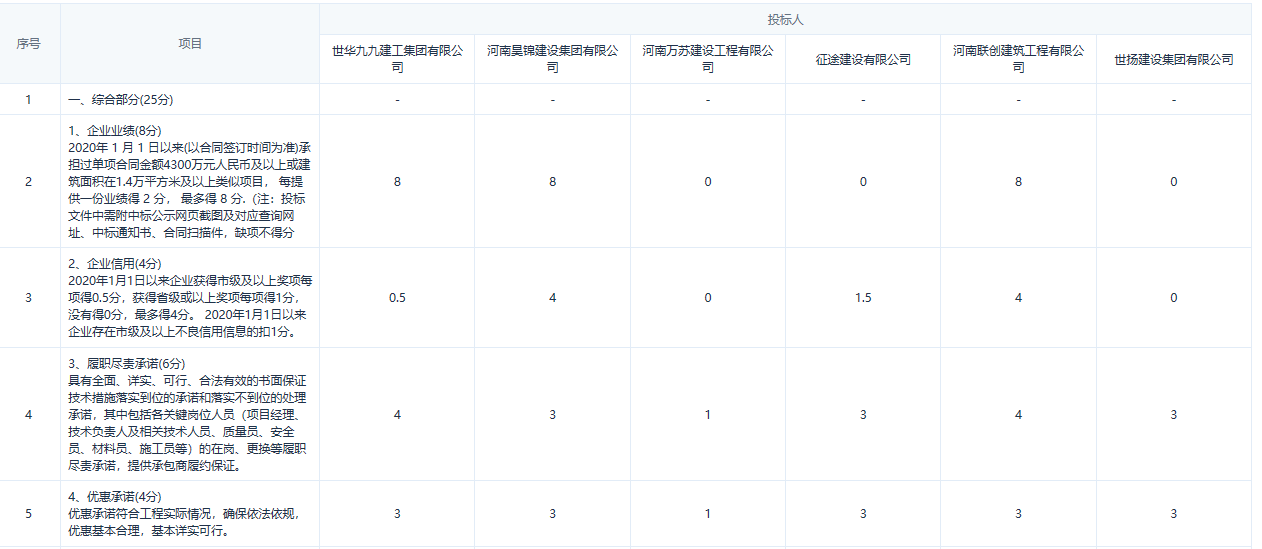 序号
项目
投标人
世华九九建工集团有限公
司
河南昊锦建设集团有限公
司
河南万苏建设工程有限公
司
征途建设有限公司
河南联创建筑工程有限公
司
世扬建设集团有限公司
1
一、综合部分(25分)
-
-
-
-
-
-
2
1、企业业绩(8分)
2020年 1 月 1 日以来(以合同签订时间为准)承
担过单项合同金额4300万元人民币及以上或建
筑面积在1.4万平方米及以上类似项目， 每提
供一份业绩得 2 分， 最多得 8 分.（注：投标
文件中需附中标公示网页截图及对应查询网
址、中标通知书、合同扫描件，缺项不得分
8
8
0
0
8
0
3
2、企业信用(4分)
2020年1月1日以来企业获得市级及以上奖项每
项得0.5分，获得省级或以上奖项每项得1分，
没有得0分，最多得4分。 2020年1月1日以来
企业存在市级及以上不良信用信息的扣1分。
0.5
4
0
1.5
4
0
4
3、履职尽责承诺(6分)
具有全面、详实、可行、合法有效的书面保证
技术措施落实到位的承诺和落实不到位的处理
承诺，其中包括各关键岗位人员（项目经理、
技术负责人及相关技术人员、质量员、安全
员、材料员、施工员等）的在岗、更换等履职
尽责承诺，提供承包商履约保证。
4
3
1
3
4
3
5
4、优惠承诺(4分)
优惠承诺符合工程实际情况，确保依法依规，
优惠基本合理，基本详实可行。
3
3
1
3
3
3